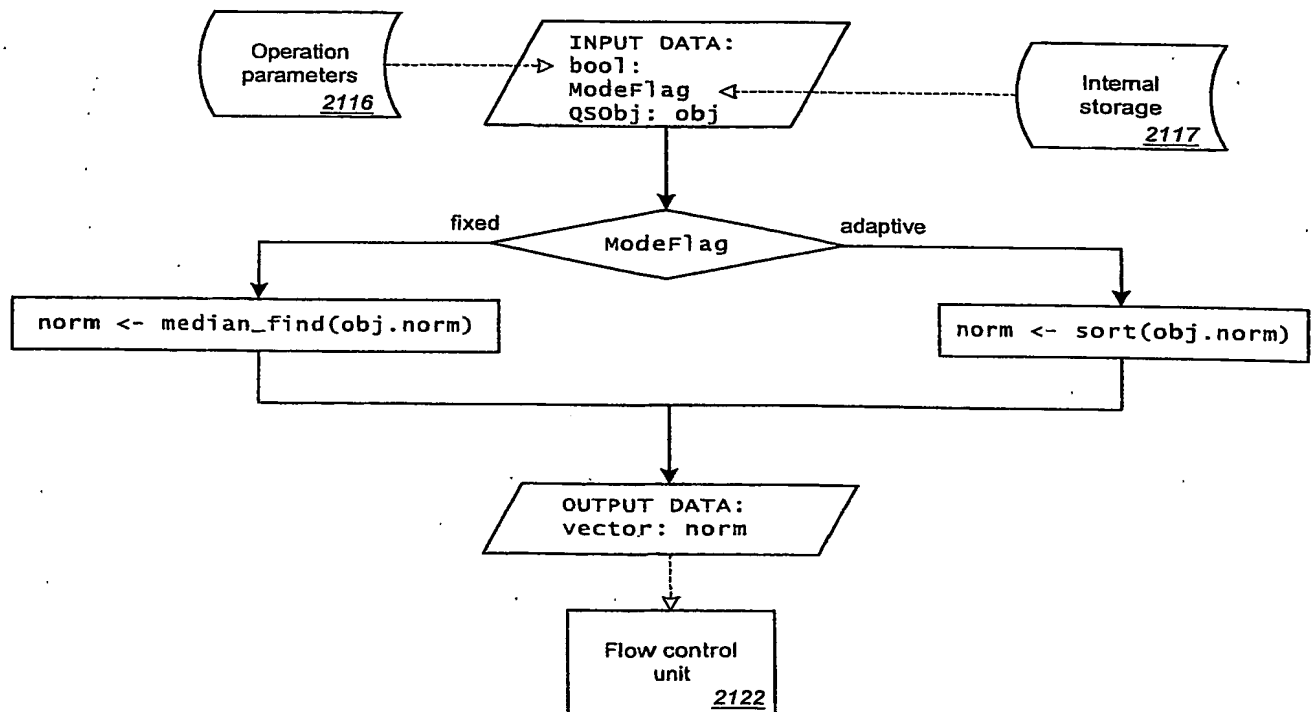 Operation
parameters
2116
INPUT DATA:
bool:
ModeFlag
QSObj: obj
Internal
storage
2117
fixed
ModeFlag
adaptive
norm <- median_find(obj.norm)
norm <- sort(obj.norm)
OUTPUT DATA:
vector: norm
Flow control
unit
2122